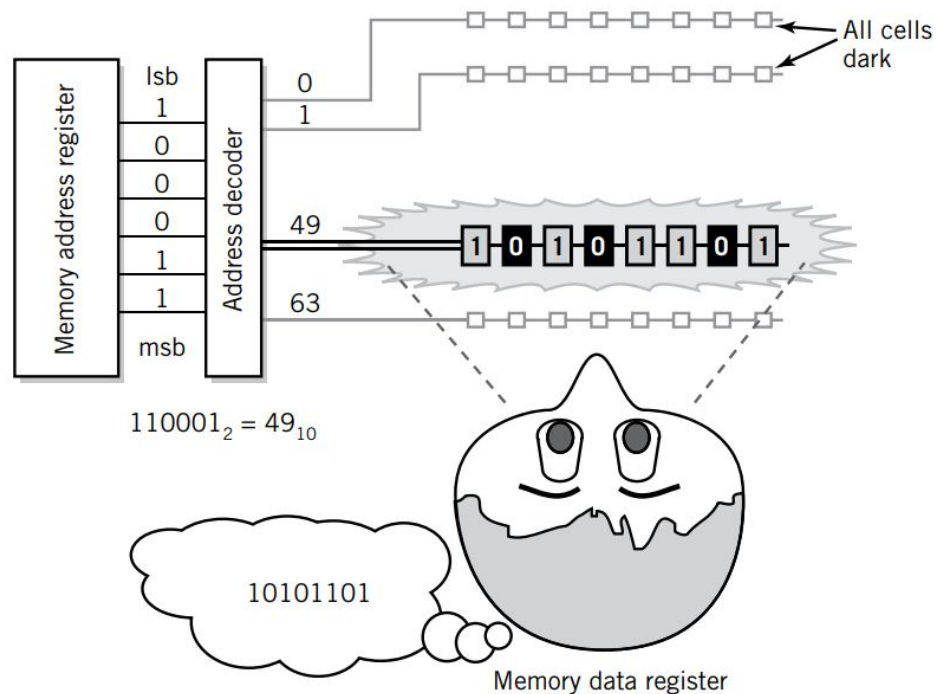 All cells
dark
Memory address register
lsb
1
0
0
0
1
1
msb
Address decoder
0
1
49
63
1 0 1 0 1 1 0 1
110001₂ = 49₁₀
10101101
Memory data register